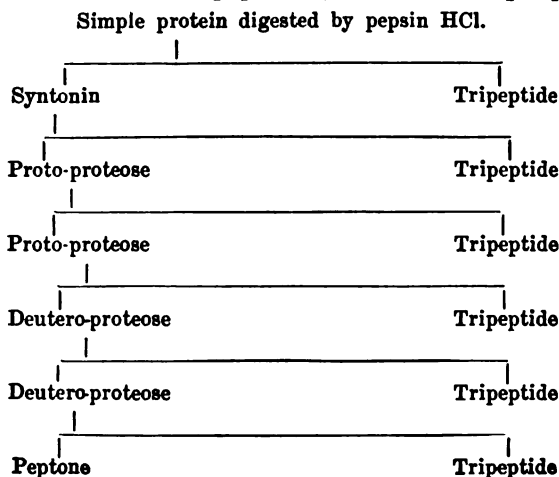 Simple protein digested by pepsin HCl.
Syntonin Tripeptide
Proto-proteose Tripeptide
Proto-proteose Tripeptide
Deutero-proteose Tripeptide
Deutero-proteose Tripeptide
Peptone Tripeptide